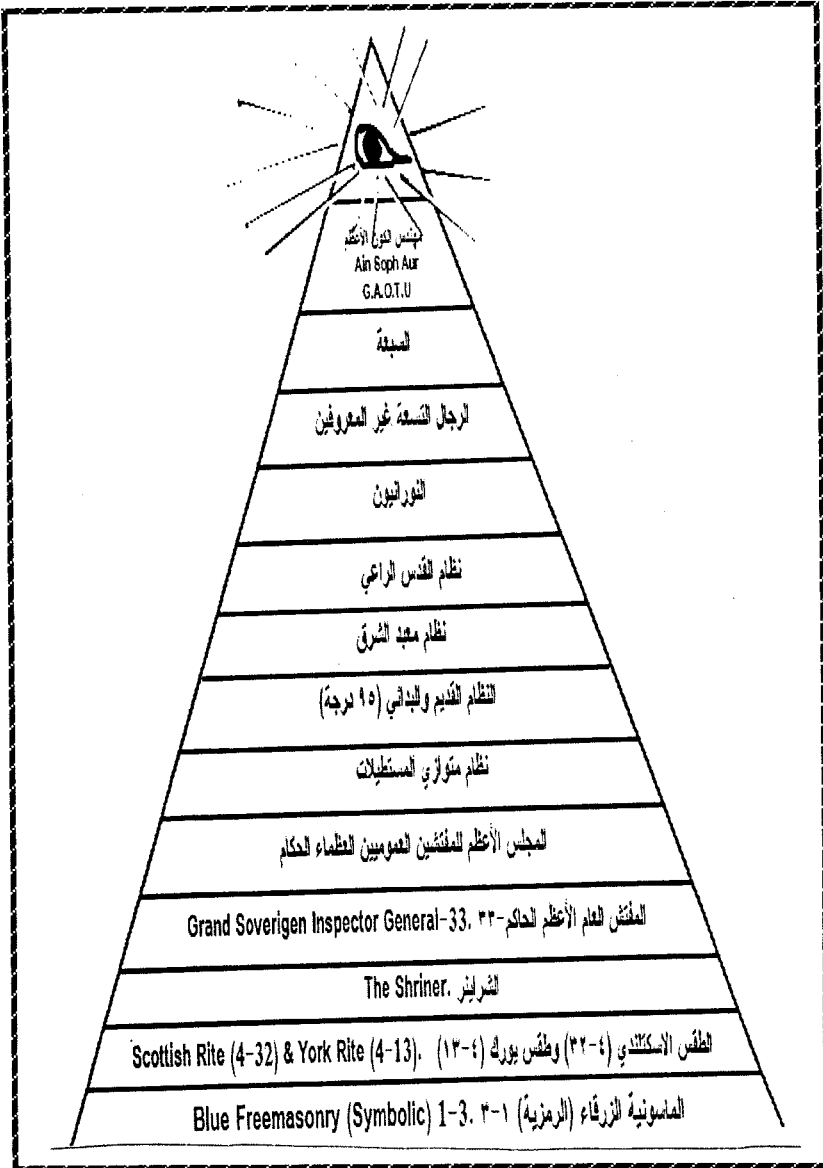 مهندس الكون الأعظم
Ain Soph Aur
G.A.O.T.U
السبعة
الرجال التسعة غير المعروفين
النورانيون
نظام القدس الراعي
نظام معبد الشرق
النظام القديم والبدائي (٩٥ درجة)
نظام متوازي المستطيلات
المجلس الأعظم للمفتشين العموميين العظماء الحكام
المفتش العام الأعظم الحاكم-٣٣ .Grand Soverigen Inspector General-33
الشراينر .The Shriner
الطقس الاسكتلندي (٤-٣٢) وطقس يورك (٤-١٣) .Scottish Rite (4-32) & York Rite (4-13)
الماسونية الزرقاء (الرمزية) ١-٣ .Blue Freemasonry (Symbolic) 1-3